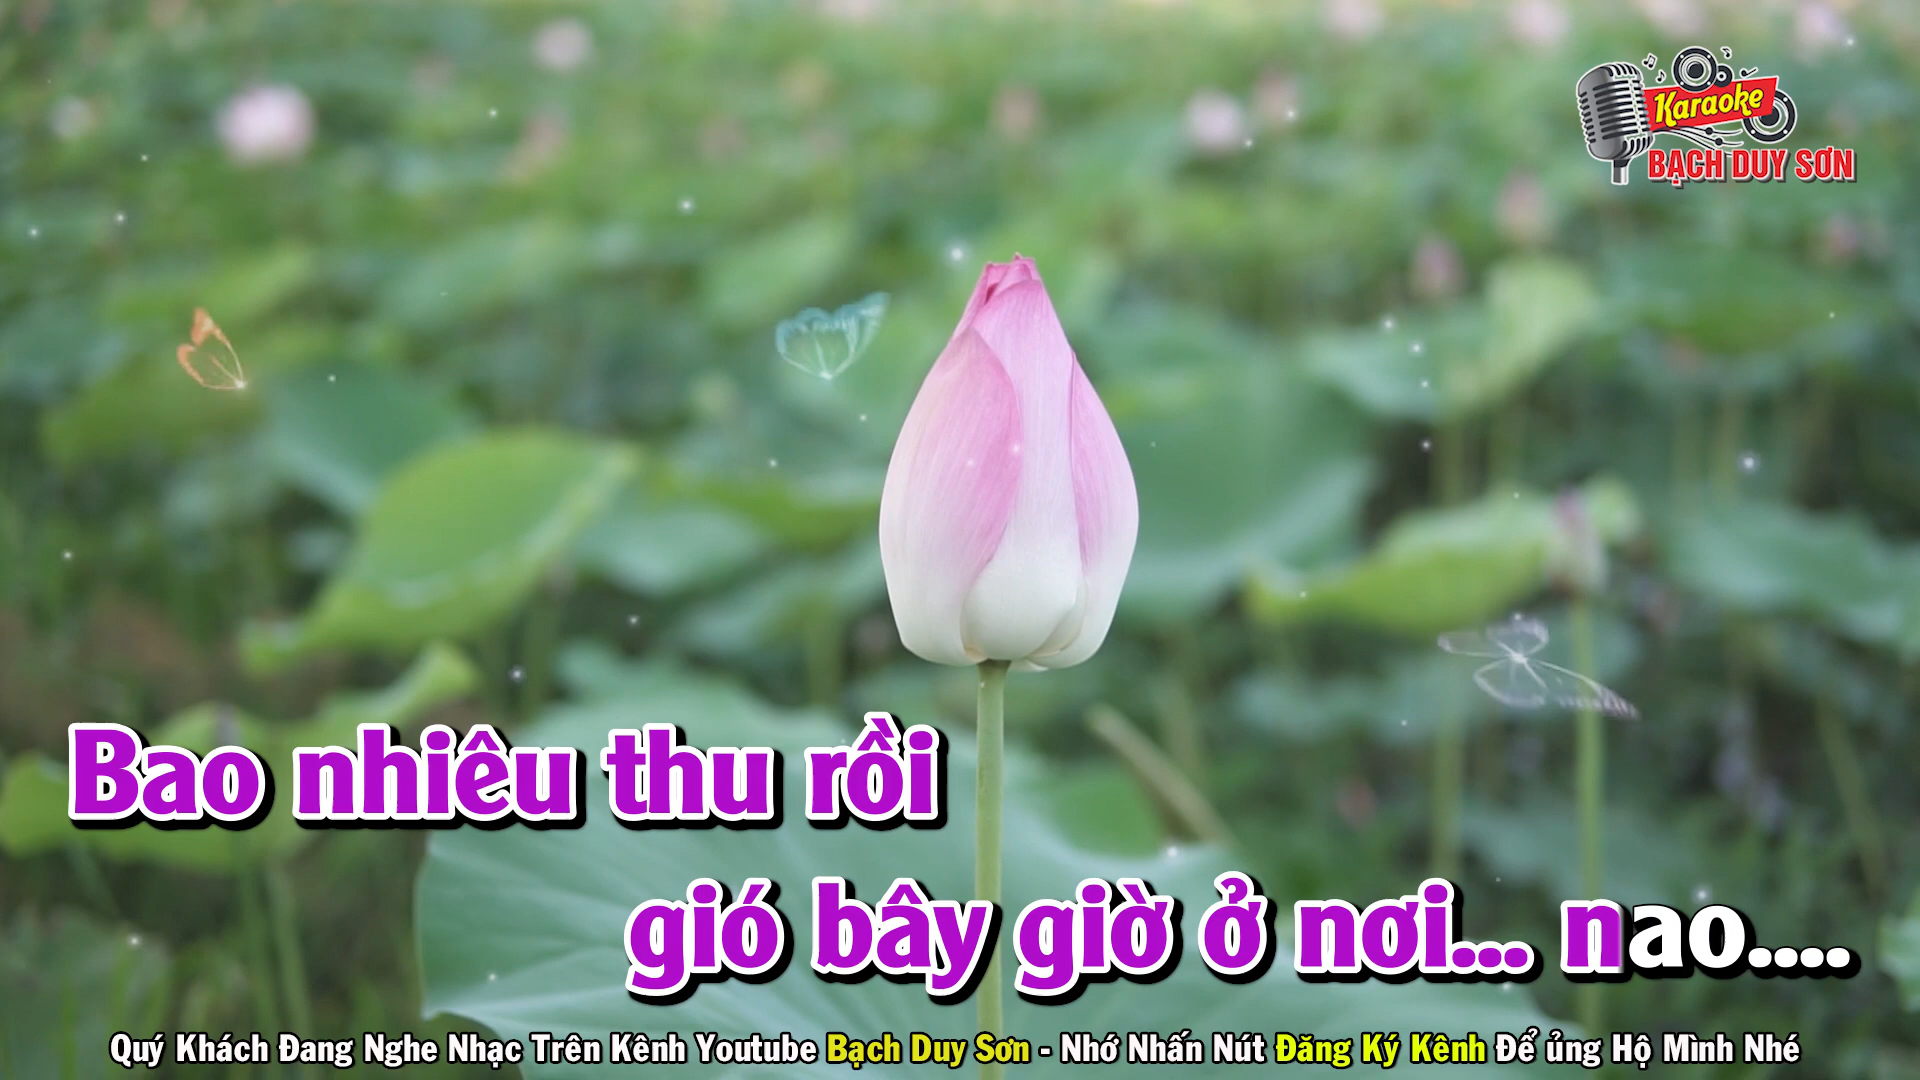 Karaoke
BẠCH DUY SƠN
Bao nhiêu thu rồi
gió bây giờ ở nơi... nao....
Quý Khách Đang Nghe Nhạc Trên Kênh Youtube Bạch Duy Sơn - Nhớ Nhấn Nút Đăng Ký Kênh Để ủng Hộ Mình Nhé